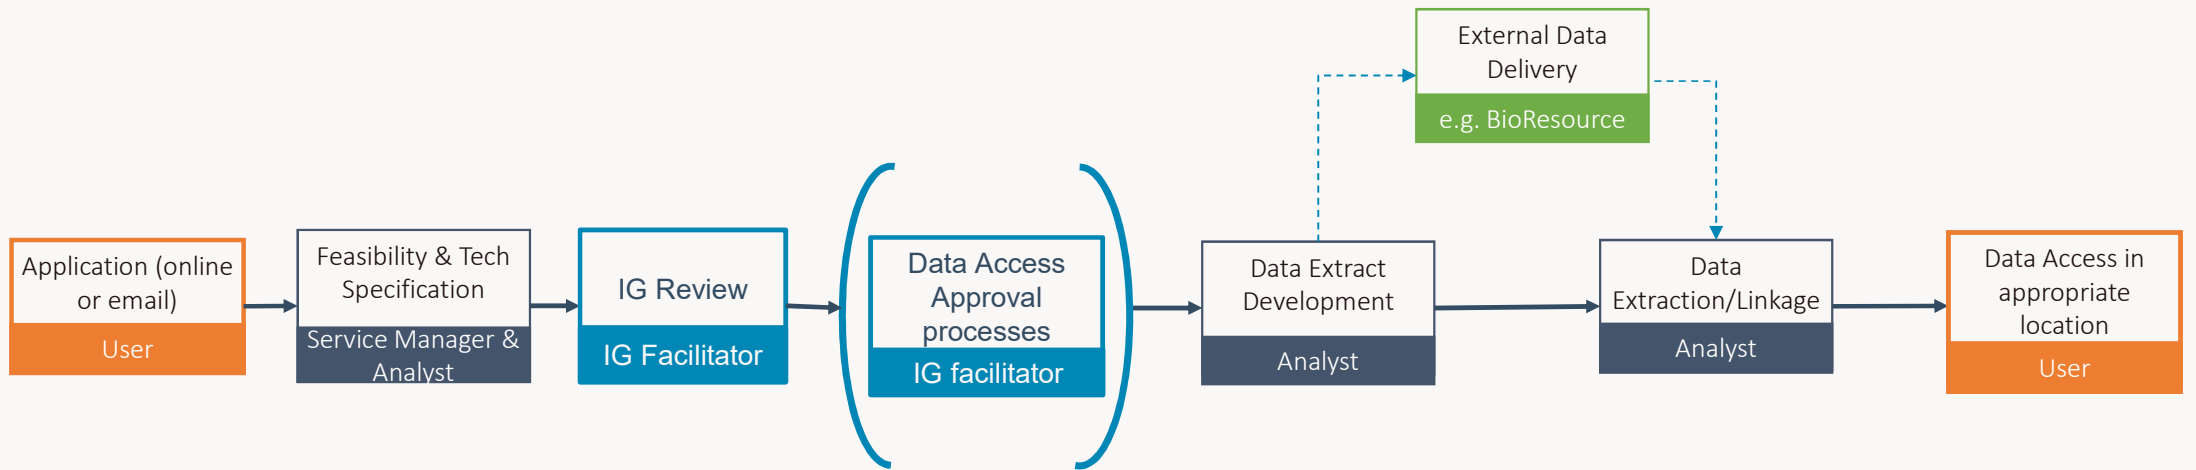 Application (online
or email)
User
Feasibility & Tech
Specification
Service Manager &
Analyst
IG Review
IG Facilitator
Data Access
Approval
processes
IG facilitator
Data Extract
Development
Analyst
External Data
Delivery
e.g. BioResource
Data
Extraction/Linkage
Analyst
Data Access in
appropriate
location
User